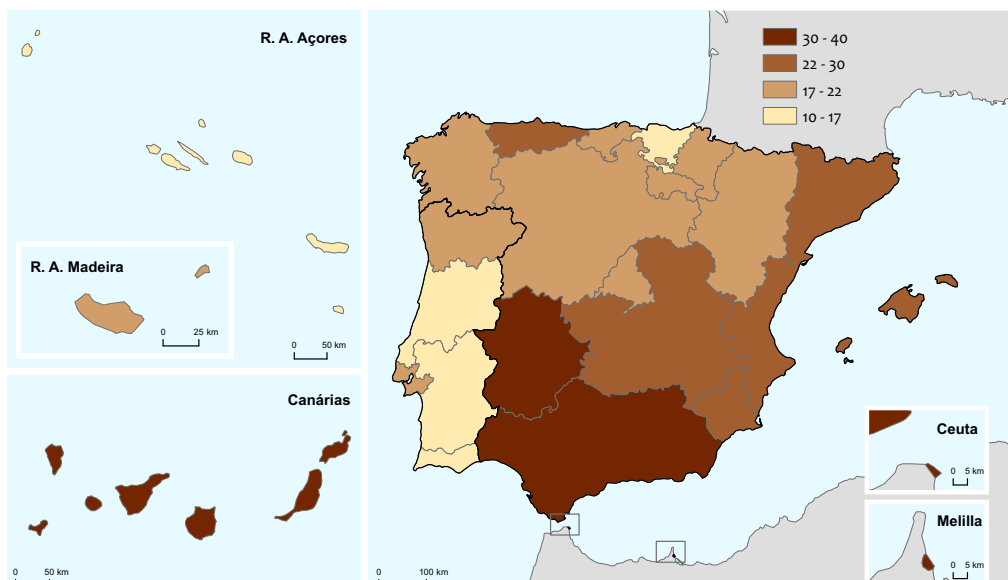 R. A. Açores
R. A. Madeira
0 25 km
0 50 km
Canárias
0 50 km
0 100 km
30 - 40
22 - 30
17 - 22
10 - 17
Ceuta
0 5 km
Melilla
0 5 km